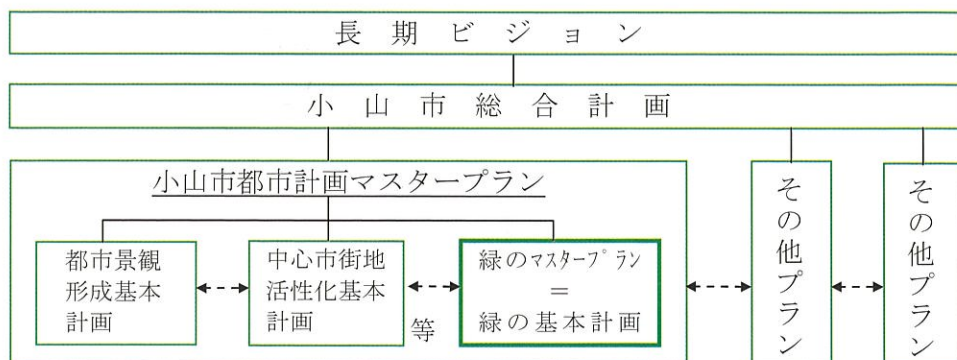 長期ビジョン
小山市総合計画
小山市都市計画マスタープラン
都市景観
形成基本
計画
中心市街地
活性化基本
計画
等
緑のﾏｽﾀｰﾌﾟﾗﾝ
＝
緑の基本計画
その他プラン
その他プラン